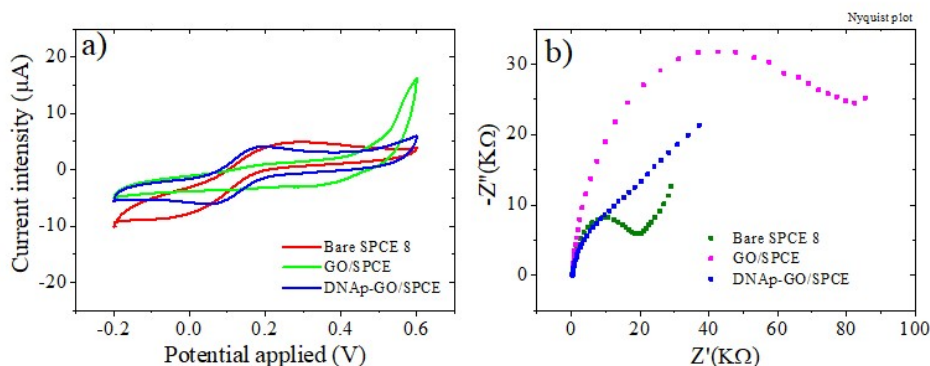 a)
Current intensity (µA)
20
10
0
-10
-20
Bare SPCE 8
GO/SPCE
DNAp-GO/SPCE
-0.2
0.0
0.2
0.4
0.6
Potential applied (V)
Nyquist plot
b)
-Z"(KΩ)
30
20
10
0
Bare SPCE 8
GO/SPCE
DNAp-GO/SPCE
0
20
40
60
80
100
Z'(KΩ)